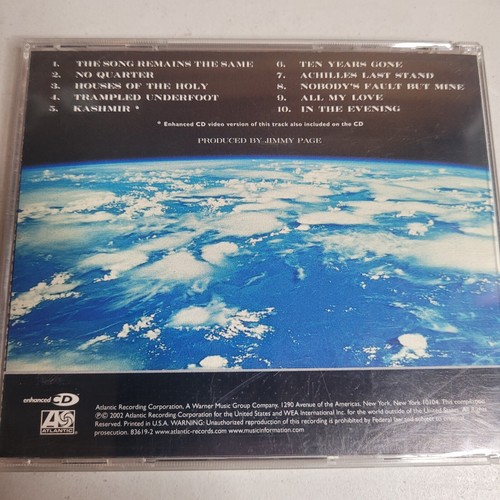 1. THE SONG REMAINS THE SAME
2. NO QUARTER
3. HOUSES OF THE HOLY
4. TRAMPLED UNDERFOOT
5. KASHMIR *
6. TEN YEARS GONE
7. ACHILLES LAST STAND
8. NOBODY'S FAULT BUT MINE
9. ALL MY LOVE
10. IN THE EVENING
* Enhanced CD video version of this track also included on the CD
PRODUCED BY JIMMY PAGE
enhanced CD
ATLANTIC
Atlantic Recording Corporation, A Warner Music Group Company, 1290 Avenue of the Americas, New York, New York 10104. This compilation
℗© 2002 Atlantic Recording Corporation for the United States and WEA International Inc. for the world outside of the United States. All Rights
Reserved. Printed in U.S.A. WARNING: Unauthorized reproduction of this recording is prohibited by Federal law and subject to criminal
prosecution. 83619-2 www.atlantic-records.com www.musicinformation.com